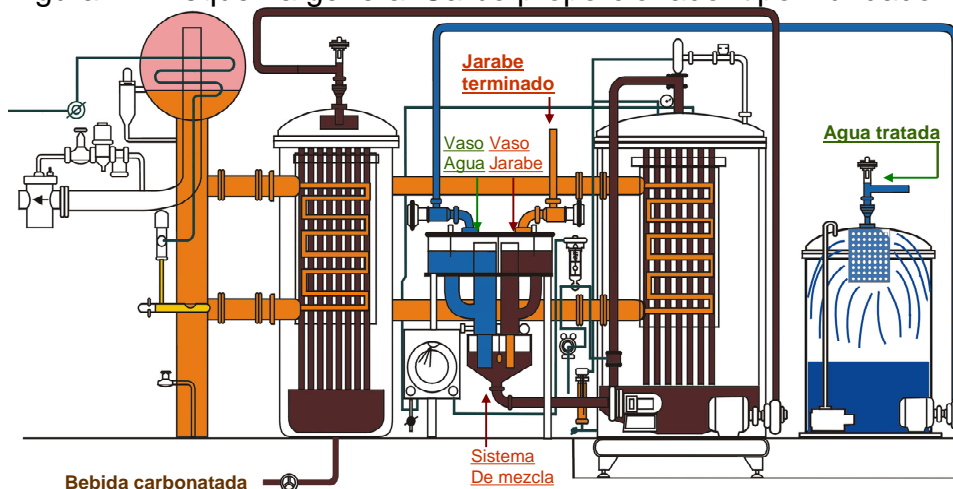 Jarabe
terminado
Vaso Vaso
Agua Jarabe
Agua tratada
Sistema
De mezcla
Bebida carbonatada